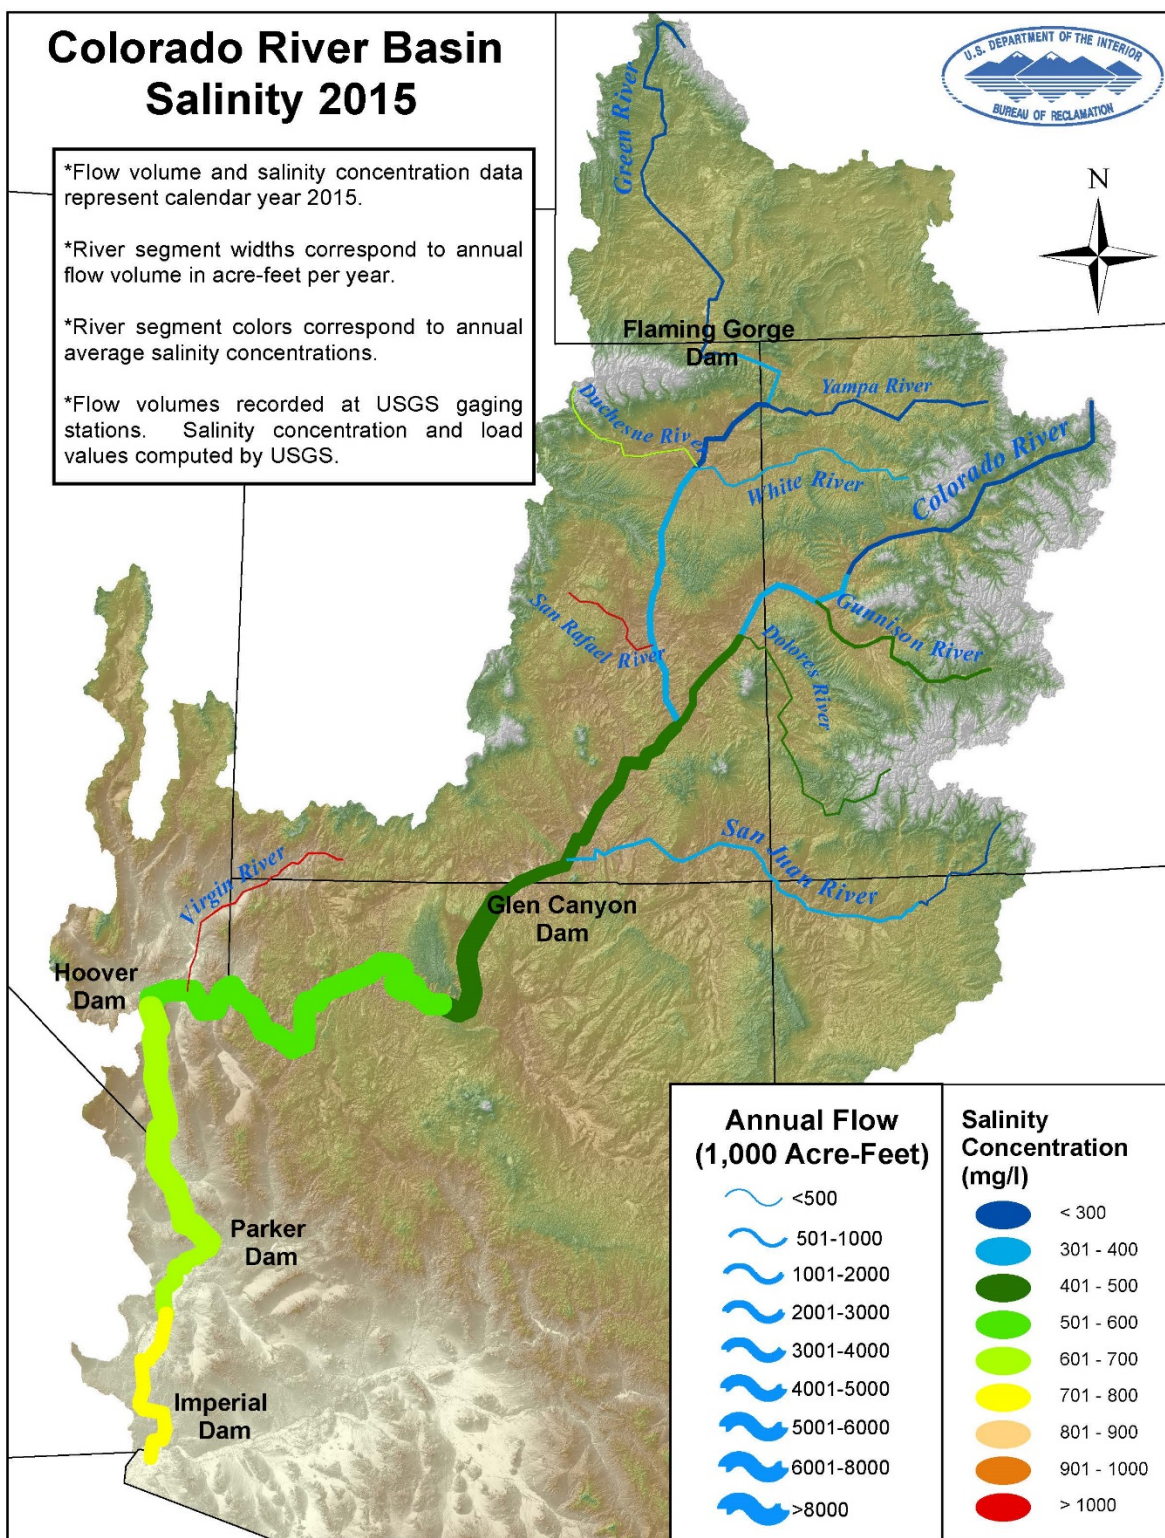 Colorado River Basin
Salinity 2015
*Flow volume and salinity concentration data
represent calendar year 2015.
*River segment widths correspond to annual
flow volume in acre-feet per year.
*River segment colors correspond to annual
average salinity concentrations.
*Flow volumes recorded at USGS gaging
stations. Salinity concentration and load
values computed by USGS.
U.S. DEPARTMENT OF THE INTERIOR
BUREAU OF RECLAMATION
N
Green River
Flaming Gorge
Dam
Yampa River
Duchesne River
White River
Colorado River
Gunnison River
San Rafael River
Dolores River
San Juan River
Virgin River
Glen Canyon
Dam
Hoover
Dam
Parker
Dam
Imperial
Dam
Annual Flow
(1,000 Acre-Feet)
<500
501-1000
1001-2000
2001-3000
3001-4000
4001-5000
5001-6000
6001-8000
>8000
Salinity
Concentration
(mg/l)
< 300
301 - 400
401 - 500
501 - 600
601 - 700
701 - 800
801 - 900
901 - 1000
> 1000